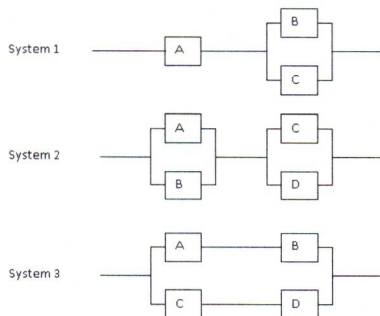 B
System 1 A
C
A C
System 2
B D
A B
System 3
C D